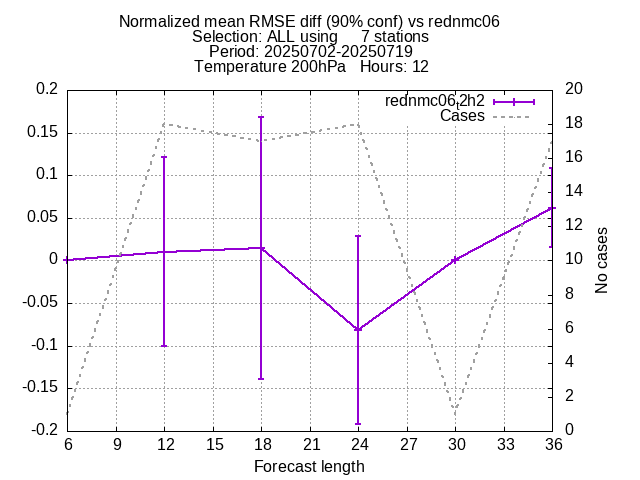 Normalized mean RMSE diff (90% conf) vs rednmc06
Selection: ALL using     7 stations
Period: 20250702-20250719
Temperature 200hPa   Hours: 12
rednmc06_t2h2
Cases
0.2
0.15
0.1
0.05
0
-0.05
-0.1
-0.15
-0.2
20
18
16
14
12
10
8
6
4
2
0
No cases
6 9 12 15 18 21 24 27 30 33 36
Forecast length